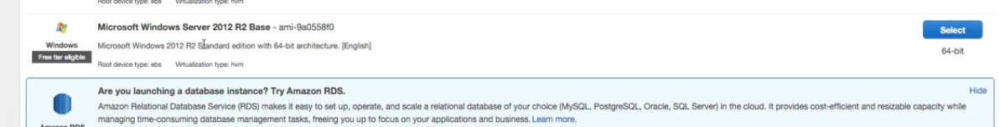 Root device type: ebs Virtualization type: hvm
Microsoft Windows Server 2012 R2 Base - ami-9a0558f0
Select
Windows
Microsoft Windows 2012 R2 Standard edition with 64-bit architecture. [English]
64-bit
Free tier eligible
Root device type: ebs Virtualization type: hvm
Are you launching a database instance? Try Amazon RDS.
Hide
Amazon Relational Database Service (RDS) makes it easy to set up, operate, and scale a relational database of your choice (MySQL, PostgreSQL, Oracle, SQL Server) in the cloud. It provides cost-efficient and resizable capacity while
managing time-consuming database management tasks, freeing you up to focus on your applications and business. Learn more.
Amazon RDS